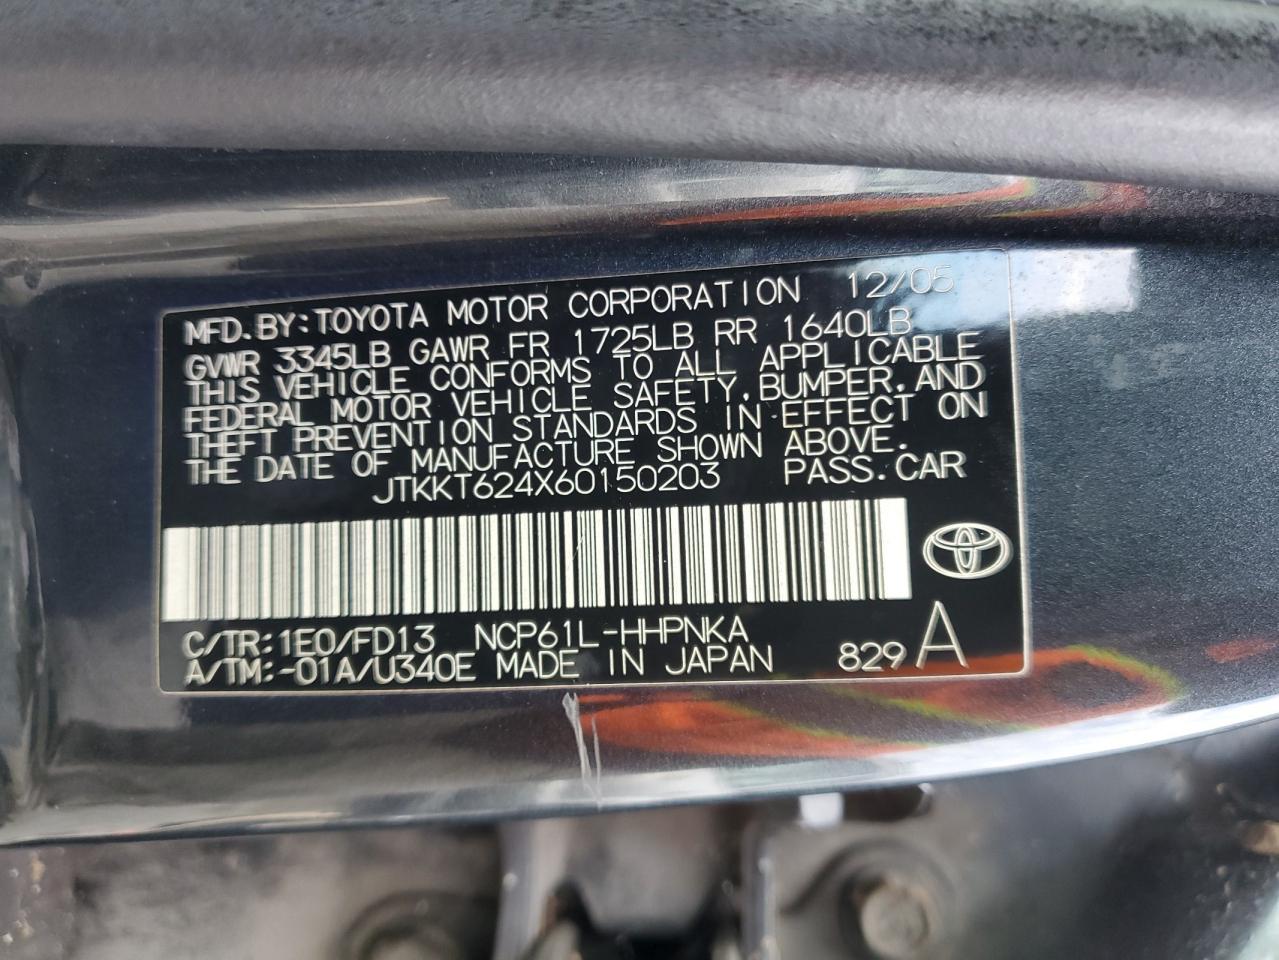 MFD.BY:TOYOTA MOTOR CORPORATION 12/05
GVWR 3345LB GAWR FR 1725LB RR 1640LB
THIS VEHICLE CONFORMS TO ALL APPLICABLE
FEDERAL MOTOR VEHICLE SAFETY,BUMPER,AND
THEFT PREVENTION STANDARDS IN EFFECT ON
THE DATE OF MANUFACTURE SHOWN ABOVE.
JTKKT624X60150203 PASS.CAR
C/TR:1E0/FD13 NCP61L-HHPNKA
A/TM:-01A/U340E MADE IN JAPAN 829 A